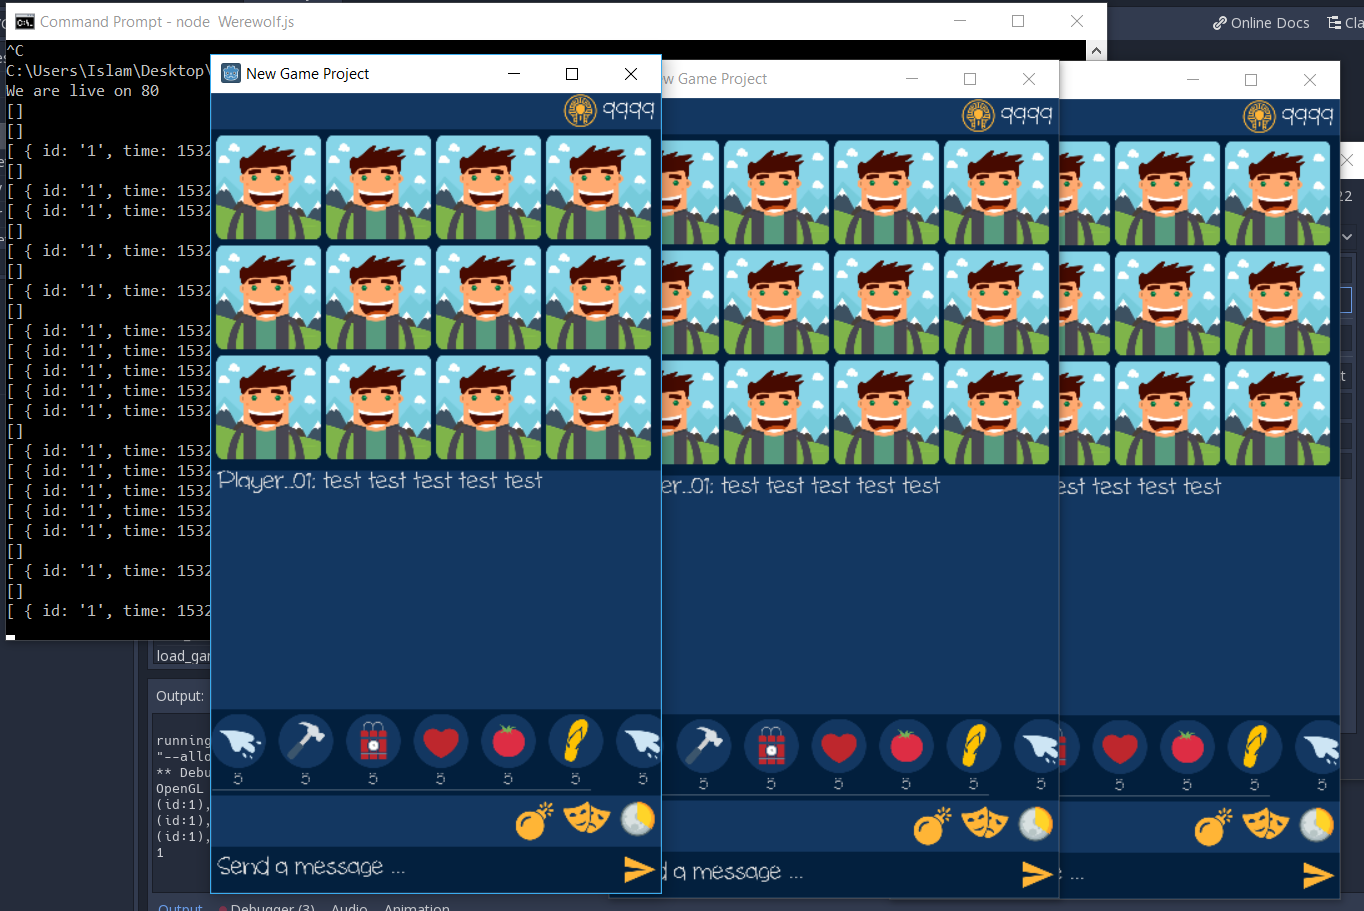 Command Prompt - node  Werewolf.js
Online Docs
^C
C:\Users\Islam\Desktop\
We are live on 80
[]
[]
[ { id: '1', time: 1532
[]
[ { id: '1', time: 1532
[ { id: '1', time: 1532
[]
[ { id: '1', time: 1532
[]
[ { id: '1', time: 1532
[]
[ { id: '1', time: 1532
[ { id: '1', time: 1532
[ { id: '1', time: 1532
[ { id: '1', time: 1532
[ { id: '1', time: 1532
[]
[ { id: '1', time: 1532
[ { id: '1', time: 1532
[ { id: '1', time: 1532
[ { id: '1', time: 1532
[ { id: '1', time: 1532
[]
[ { id: '1', time: 1532
[]
[ { id: '1', time: 1532
New Game Project
9999
Player_01: test test test test test
5 5 5 5 5 5 5
Send a message ...
Game Project
9999
_01: test test test test test
5 5 5 5 5 5
a message ...
9999
test test test test
5 5 5 5
...
22
load_gar
Output:
running
"--allo
** Debu
OpenGL
(id:1),
(id:1),
(id:1),
1
Output
Debugger (3)
Audio
Animation